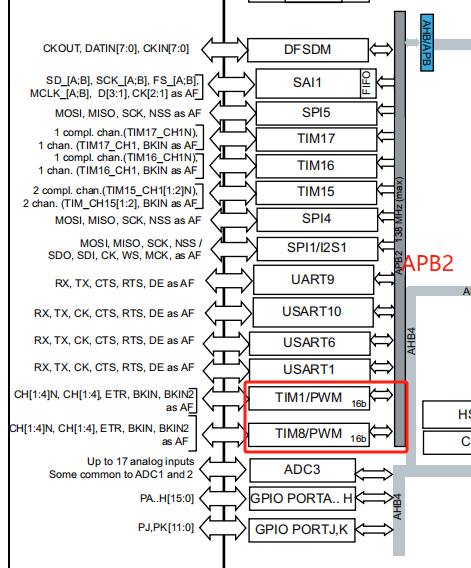 CKOUT, DATIN[7:0], CKIN[7:0]
DFSDM
AHB/APB
SD_[A;B], SCK_[A;B], FS_[A;B],
MCLK_[A;B], D[3:1], CK[2:1] as AF
SAI1
FIFO
MOSI, MISO, SCK, NSS as AF
SPI5
1 compl. chan.(TIM17_CH1N),
1 chan. (TIM17_CH1, BKIN as AF
TIM17
1 compl. chan.(TIM16_CH1N),
1 chan. (TIM16_CH1, BKIN as AF
TIM16
2 compl. chan.(TIM15_CH1[1:2]N),
2 chan. (TIM_CH15[1:2], BKIN as AF
TIM15
MOSI, MISO, SCK, NSS as AF
SPI4
MOSI, MISO, SCK, NSS /
SDO, SDI, CK, WS, MCK, as AF
SPI1/I2S1
APB2 138 MHz (max)
APB2
RX, TX, CTS, RTS, DE as AF
UART9
RX, TX, CK, CTS, RTS, DE as AF
USART10
RX, TX, CK, CTS, RTS, DE as AF
USART6
AHB4
RX, TX, CK, CTS, RTS, DE as AF
USART1
CH[1:4]N, CH[1:4], ETR, BKIN, BKIN2
as AF
TIM1/PWM
16b
CH[1:4]N, CH[1:4], ETR, BKIN, BKIN2
as AF
TIM8/PWM
16b
HS
C
Up to 17 analog inputs
Some common to ADC1 and 2
ADC3
PA..H[15:0]
GPIO PORTA.. H
AHB4
PJ,PK[11:0]
GPIO PORTJ,K